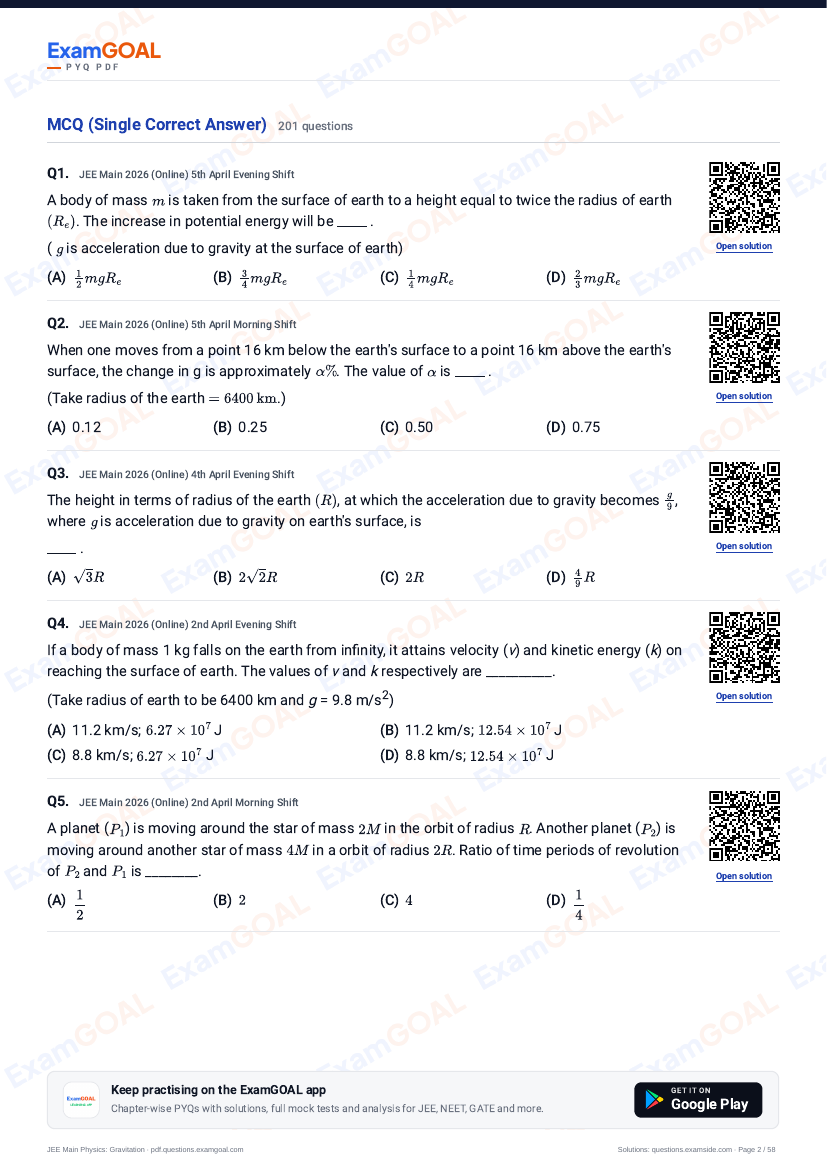 ExamGOAL
PYQ PDF
MCQ (Single Correct Answer) 201 questions
Q1. JEE Main 2026 (Online) 5th April Evening Shift
A body of mass m is taken from the surface of earth to a height equal to twice the radius of earth
(Rₑ). The increase in potential energy will be ____ .
( g is acceleration due to gravity at the surface of earth)
(A) 1/2 mgRₑ (B) 3/4 mgRₑ (C) 1/4 mgRₑ (D) 2/3 mgRₑ
Open solution
Q2. JEE Main 2026 (Online) 5th April Morning Shift
When one moves from a point 16 km below the earth's surface to a point 16 km above the earth's
surface, the change in g is approximately α%. The value of α is ____ .
(Take radius of the earth = 6400 km.)
(A) 0.12 (B) 0.25 (C) 0.50 (D) 0.75
Open solution
Q3. JEE Main 2026 (Online) 4th April Evening Shift
The height in terms of radius of the earth (R), at which the acceleration due to gravity becomes g/9,
where g is acceleration due to gravity on earth's surface, is
____ .
(A) √3R (B) 2√2R (C) 2R (D) 4/9 R
Open solution
Q4. JEE Main 2026 (Online) 2nd April Evening Shift
If a body of mass 1 kg falls on the earth from infinity, it attains velocity (v) and kinetic energy (k) on
reaching the surface of earth. The values of v and k respectively are _________.
(Take radius of earth to be 6400 km and g = 9.8 m/s²)
(A) 11.2 km/s; 6.27 × 10⁷ J (B) 11.2 km/s; 12.54 × 10⁷ J
(C) 8.8 km/s; 6.27 × 10⁷ J (D) 8.8 km/s; 12.54 × 10⁷ J
Open solution
Q5. JEE Main 2026 (Online) 2nd April Morning Shift
A planet (P₁) is moving around the star of mass 2M in the orbit of radius R. Another planet (P₂) is
moving around another star of mass 4M in a orbit of radius 2R. Ratio of time periods of revolution
of P₂ and P₁ is _______.
(A) 1/2 (B) 2 (C) 4 (D) 1/4
Open solution
Keep practising on the ExamGOAL app
Chapter-wise PYQs with solutions, full mock tests and analysis for JEE, NEET, GATE and more.
GET IT ON
Google Play
JEE Main Physics: Gravitation · pdf.questions.examgoal.com
Solutions: questions.examside.com · Page 2 / 58